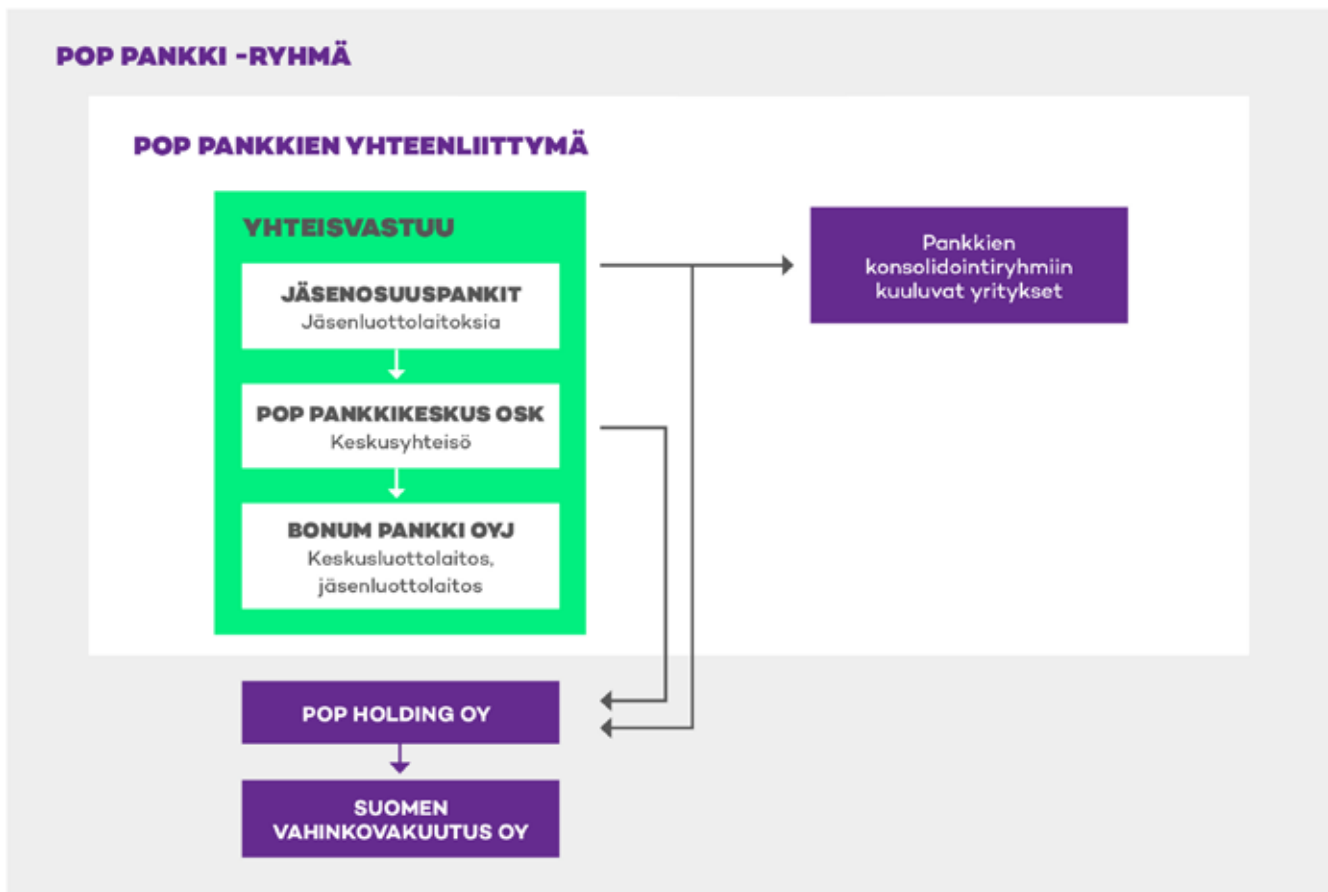 POP PANKKI -RYHMÄ
POP PANKKIEN YHTEENLIITTYMÄ
YHTEISVASTUU
JÄSENOSUUSPANKIT
Jäsenluottolaitoksia
POP PANKKIKESKUS OSK
Keskusyhteisö
BONUM PANKKI OYJ
Keskusluottolaitos,
jäsenluottolaitos
Pankkien
konsolidointiryhmiin
kuuluvat yritykset
POP HOLDING OY
SUOMEN
VAHINKOVAKUUTUS OY